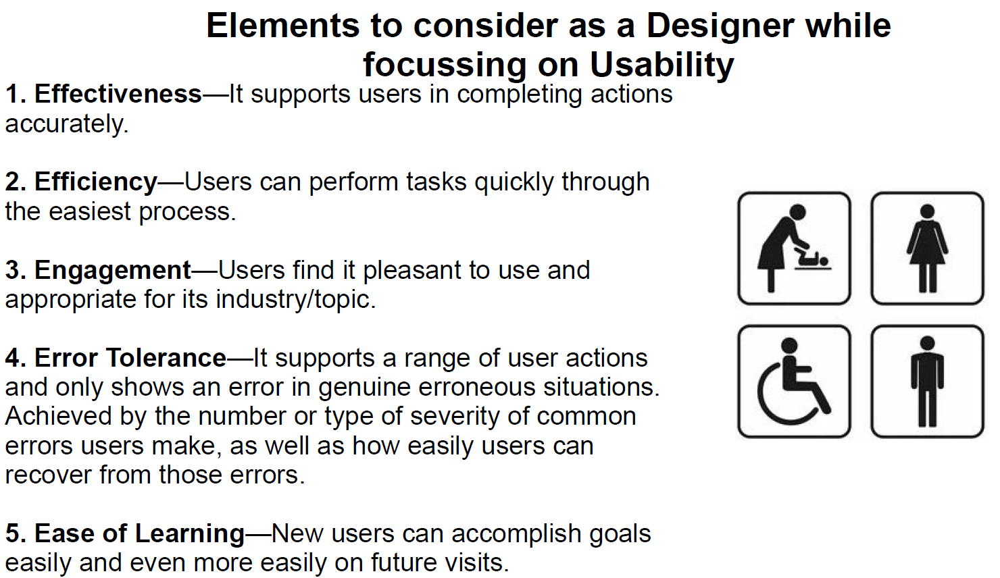 Elements to consider as a Designer while
focussing on Usability
1. Effectiveness—It supports users in completing actions
accurately.
2. Efficiency—Users can perform tasks quickly through
the easiest process.
3. Engagement—Users find it pleasant to use and
appropriate for its industry/topic.
4. Error Tolerance—It supports a range of user actions
and only shows an error in genuine erroneous situations.
Achieved by the number or type of severity of common
errors users make, as well as how easily users can
recover from those errors.
5. Ease of Learning—New users can accomplish goals
easily and even more easily on future visits.